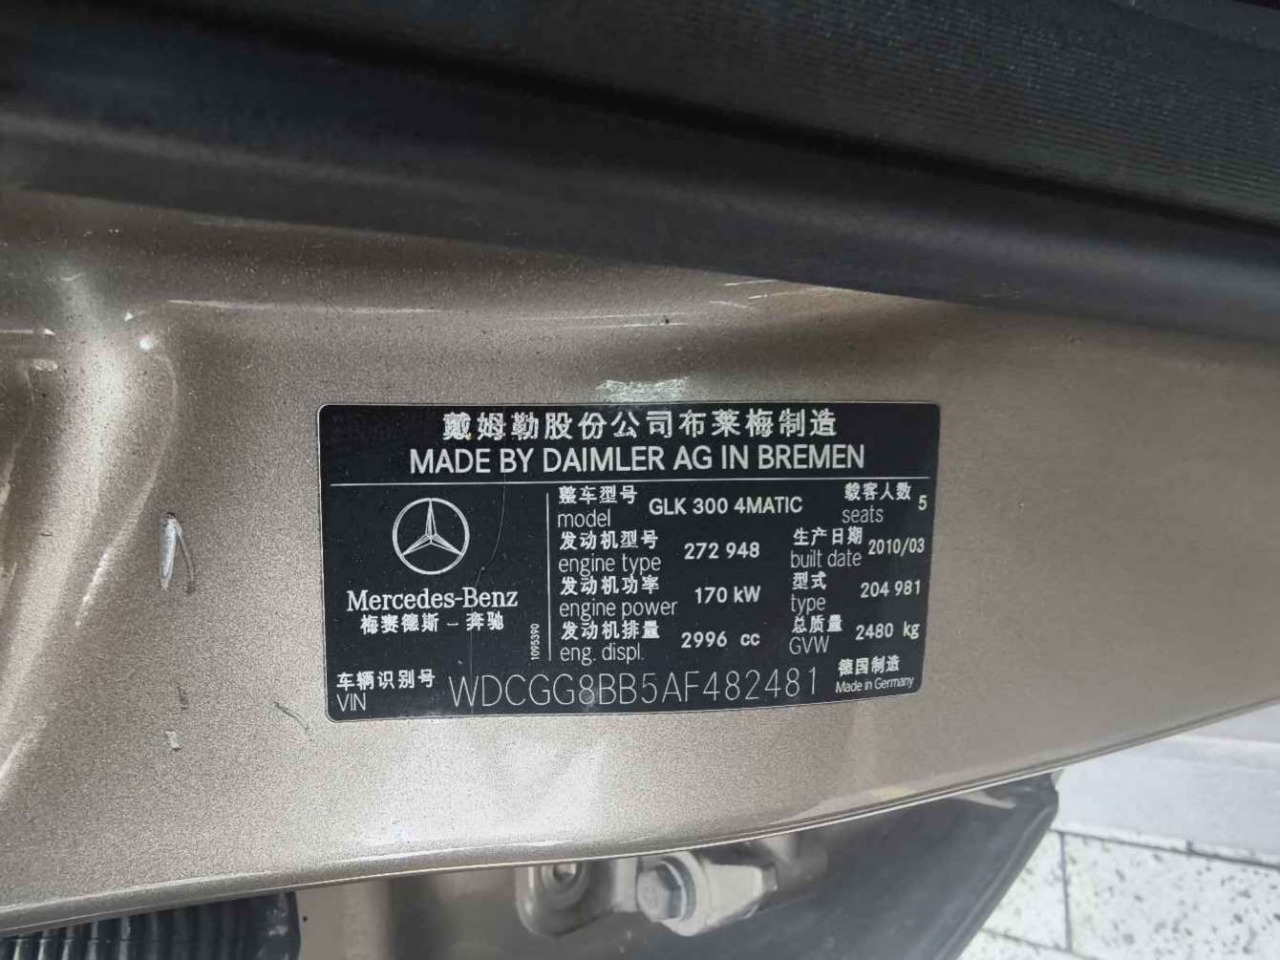 戴姆勒股份公司布莱梅制造
MADE BY DAIMLER AG IN BREMEN
Mercedes-Benz
梅赛德斯－奔驰
1095390
整车型号 GLK 300 4MATIC 载客人数 5
model seats
发动机型号 272 948 生产日期 2010/03
engine type built date
发动机功率 170 kW 型式 204 981
engine power type
发动机排量 2996 cc 总质量 2480 kg
eng. displ. GVW
车辆识别号 WDCGG8BB5AF482481 德国制造
VIN Made in Germany